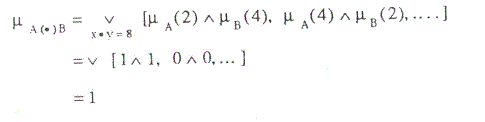 μ A(•)B = ∨ x•y=8 [μ A (2) ∧ μ B (4), μ A (4) ∧ μ B (2), ....]
= ∨ [1 ∧ 1, 0 ∧ 0, ...]
= 1